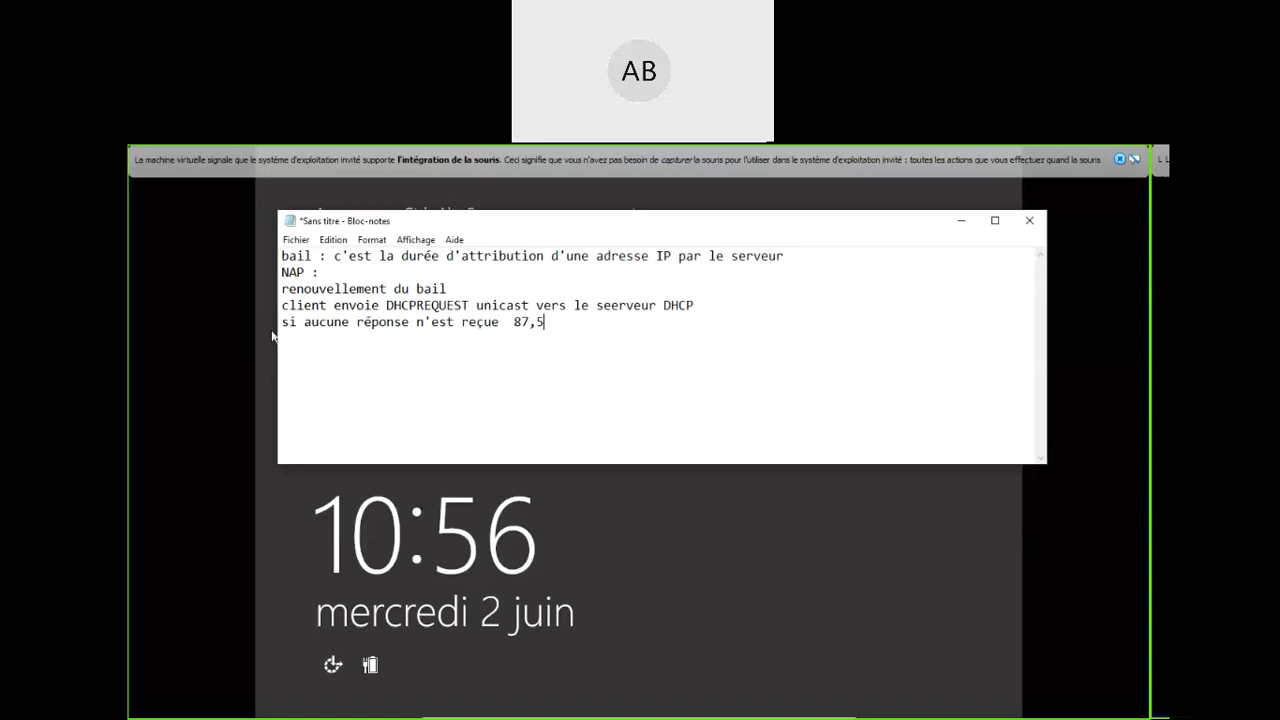 AB
La machine virtuelle signale que le système d'exploitation invité supporte l'intégration de la souris. Ceci signifie que vous n'avez pas besoin de capturer la souris pour l'utiliser dans le système d'exploitation invité : toutes les actions que vous effectuez quand la souris
*Sans titre - Bloc-notes
Fichier Edition Format Affichage Aide
bail : c'est la durée d'attribution d'une adresse IP par le serveur
NAP :
renouvellement du bail
client envoie DHCPREQUEST unicast vers le seerveur DHCP
si aucune réponse n'est reçue  87,5
10:56
mercredi 2 juin